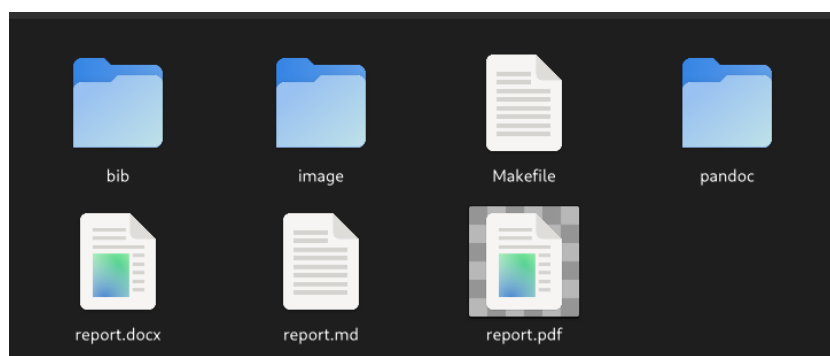 bib
image
Makefile
pandoc
report.docx
report.md
report.pdf